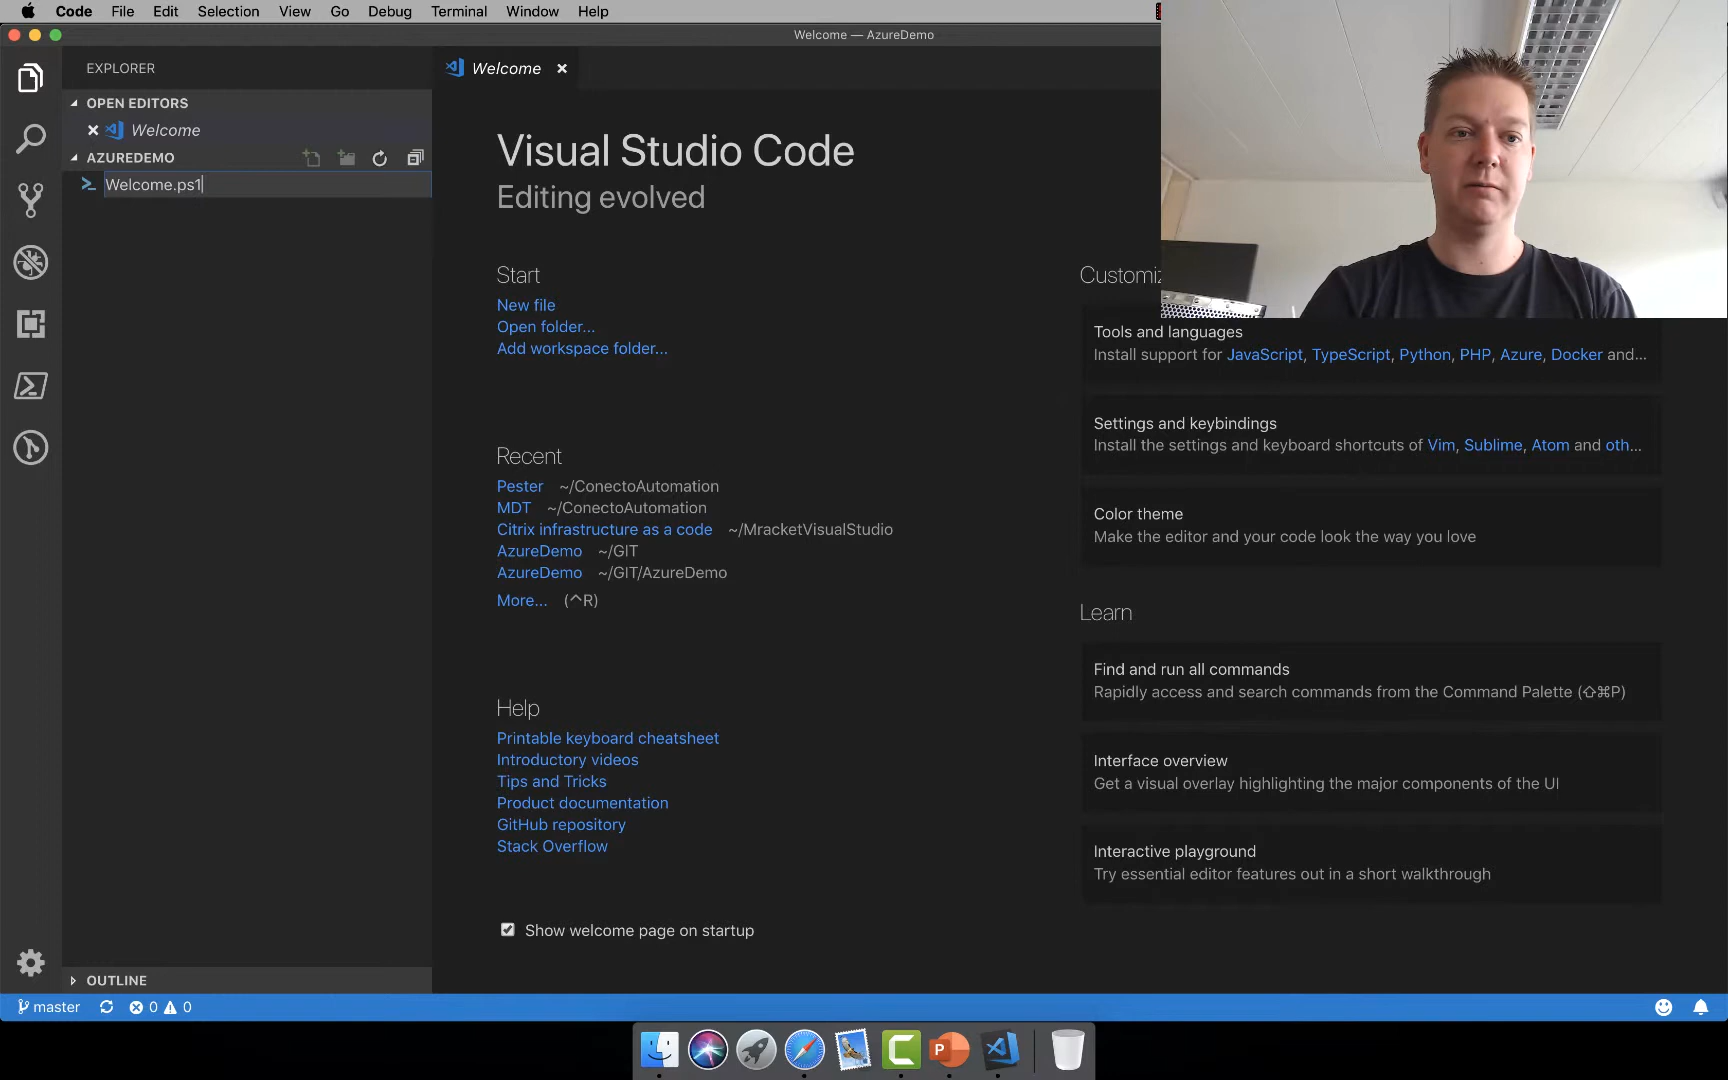 Code File Edit Selection View Go Debug Terminal Window Help
Welcome — AzureDemo
EXPLORER
OPEN EDITORS
Welcome
AZUREDEMO
Welcome.ps1
OUTLINE
Welcome
Visual Studio Code
Editing evolved
Start
New file
Open folder...
Add workspace folder...
Recent
Pester ~/ConectoAutomation
MDT ~/ConectoAutomation
Citrix infrastructure as a code ~/MracketVisualStudio
AzureDemo ~/GIT
AzureDemo ~/GIT/AzureDemo
More... (^R)
Help
Printable keyboard cheatsheet
Introductory videos
Tips and Tricks
Product documentation
GitHub repository
Stack Overflow
Show welcome page on startup
Customiz
Tools and languages
Install support for JavaScript, TypeScript, Python, PHP, Azure, Docker and...
Settings and keybindings
Install the settings and keyboard shortcuts of Vim, Sublime, Atom and oth...
Color theme
Make the editor and your code look the way you love
Learn
Find and run all commands
Rapidly access and search commands from the Command Palette (⇧⌘P)
Interface overview
Get a visual overlay highlighting the major components of the UI
Interactive playground
Try essential editor features out in a short walkthrough
master 0 0